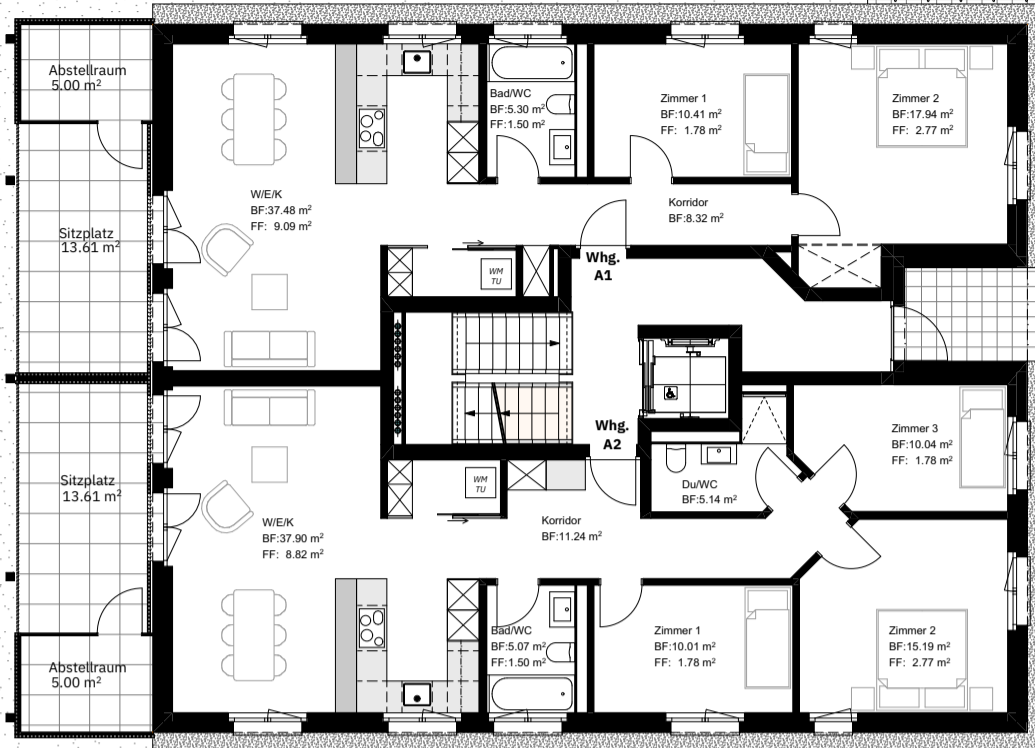 Abstellraum
5.00 m²
Bad/WC
BF:5.30 m²
FF:1.50 m²
Zimmer 1
BF:10.41 m²
FF: 1.78 m²
Zimmer 2
BF:17.94 m²
FF: 2.77 m²
W/E/K
BF:37.48 m²
FF: 9.09 m²
Korridor
BF:8.32 m²
Sitzplatz
13.61 m²
WM
TU
Whg.
A1
Whg.
A2
Zimmer 3
BF:10.04 m²
FF: 1.78 m²
Sitzplatz
13.61 m²
WM
TU
Du/WC
BF:5.14 m²
W/E/K
BF:37.90 m²
FF: 8.82 m²
Korridor
BF:11.24 m²
Abstellraum
5.00 m²
Bad/WC
BF:5.07 m²
FF:1.50 m²
Zimmer 1
BF:10.01 m²
FF: 1.78 m²
Zimmer 2
BF:15.19 m²
FF: 2.77 m²